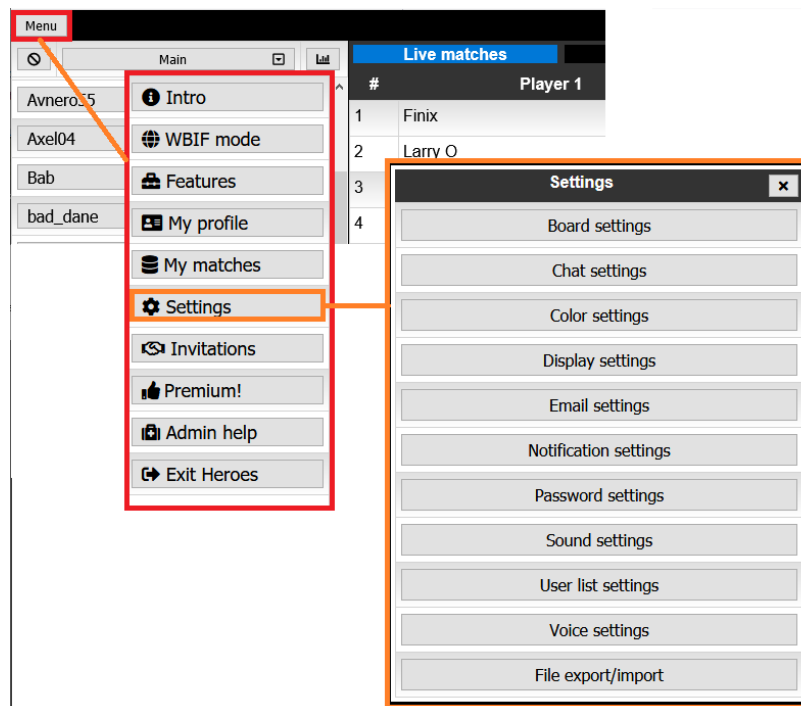 Menu
Main
Live matches
#
Player 1
Avnero55
1
Finix
Axel04
2
Larry O
Bab
3
bad_dane
4
Intro
WBIF mode
Features
My profile
My matches
Settings
Invitations
Premium!
Admin help
Exit Heroes
Settings
Board settings
Chat settings
Color settings
Display settings
Email settings
Notification settings
Password settings
Sound settings
User list settings
Voice settings
File export/import